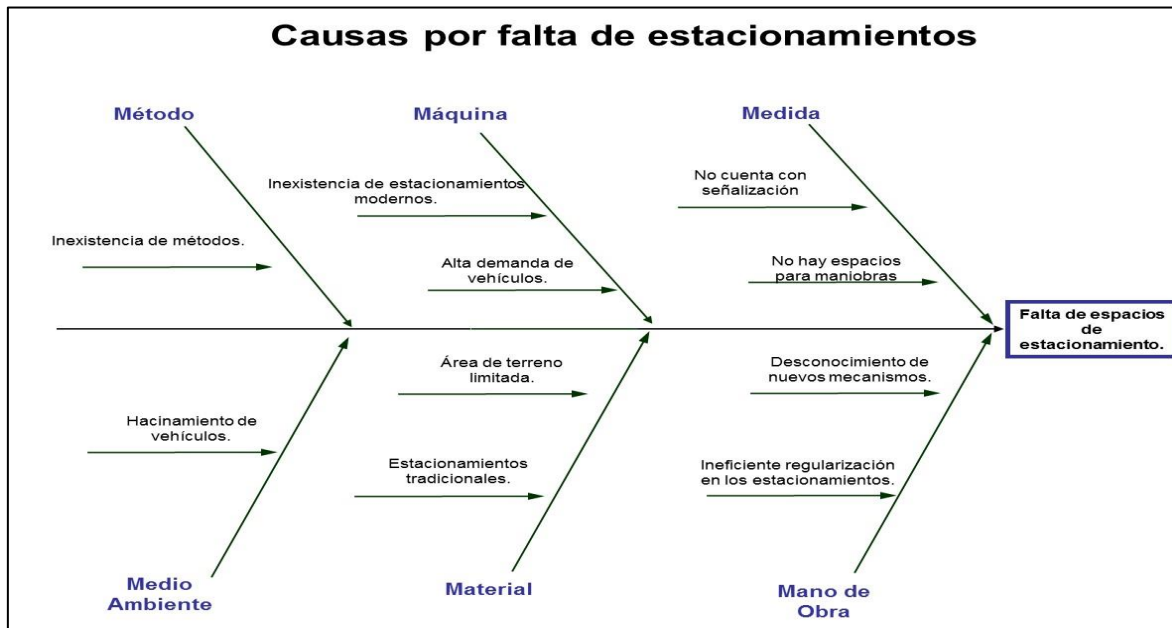 Causas por falta de estacionamientos
Método
Máquina
Medida
Inexistencia de estacionamientos
modernos.
No cuenta con
señalización
Inexistencia de métodos.
Alta demanda de
vehículos.
No hay espacios
para maniobras
Falta de espacios
de
estacionamiento.
Área de terreno
limitada.
Desconocimiento de
nuevos mecanismos.
Hacinamiento de
vehículos.
Estacionamientos
tradicionales.
Ineficiente regularización
en los estacionamientos.
Medio
Ambiente
Material
Mano de
Obra